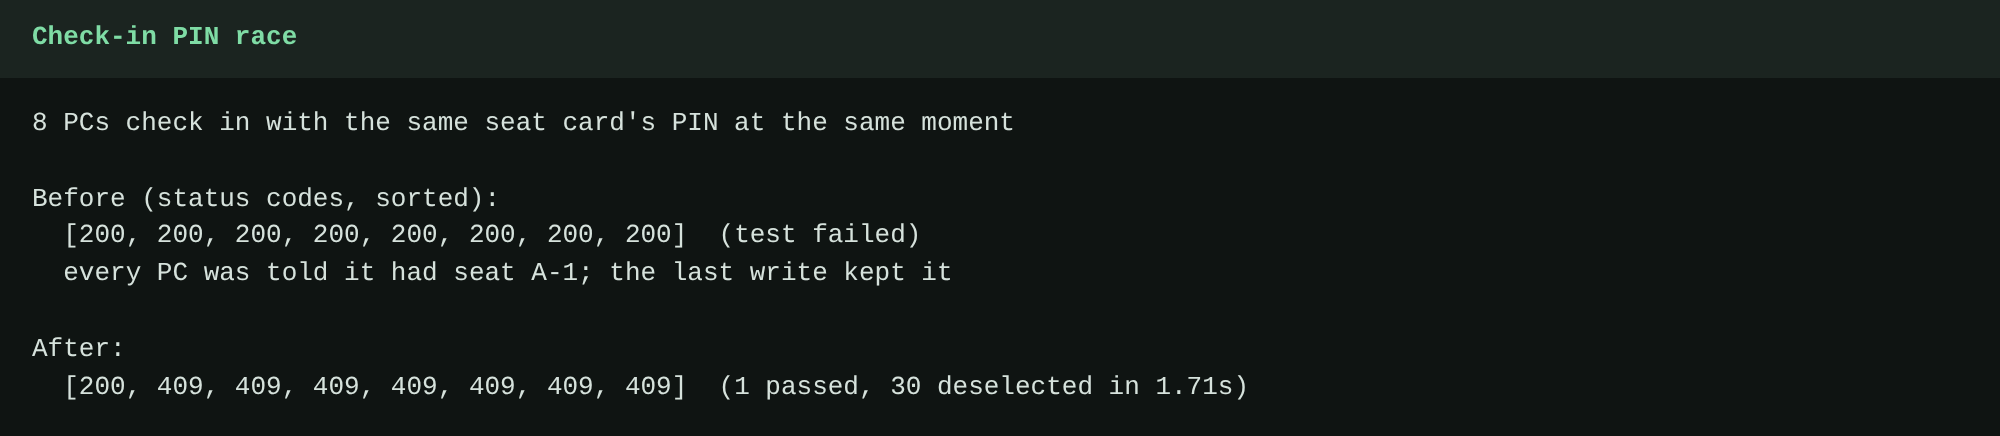 Check-in PIN race
8 PCs check in with the same seat card's PIN at the same moment
Before (status codes, sorted):
[200, 200, 200, 200, 200, 200, 200, 200]  (test failed)
every PC was told it had seat A-1; the last write kept it
After:
[200, 409, 409, 409, 409, 409, 409, 409]  (1 passed, 30 deselected in 1.71s)